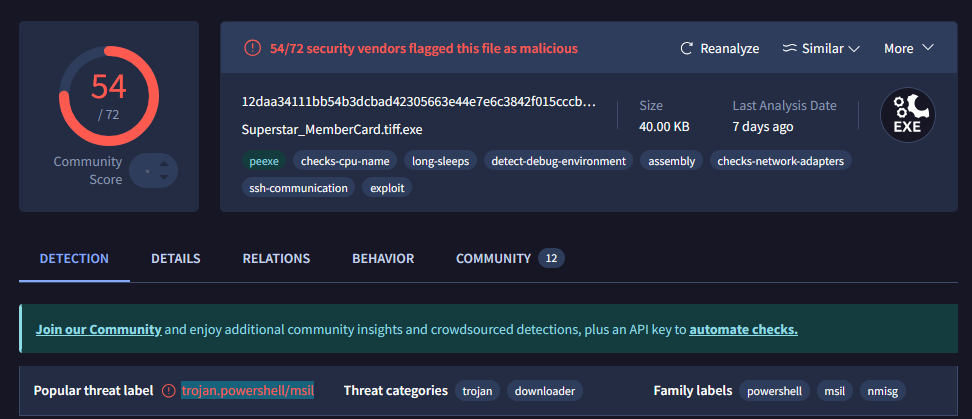 54
/ 72
Community
Score
54/72 security vendors flagged this file as malicious
Reanalyze
Similar
More
12daa34111bb54b3dcbad42305663e44e7e6c3842f015cccb…
Superstar_MemberCard.tiff.exe
Size
40.00 KB
Last Analysis Date
7 days ago
EXE
peexe checks-cpu-name long-sleeps detect-debug-environment assembly checks-network-adapters
ssh-communication exploit
DETECTION DETAILS RELATIONS BEHAVIOR COMMUNITY 12
Join our Community and enjoy additional community insights and crowdsourced detections, plus an API key to automate checks.
Popular threat label trojan.powershell/msil Threat categories trojan downloader Family labels powershell msil nmisg